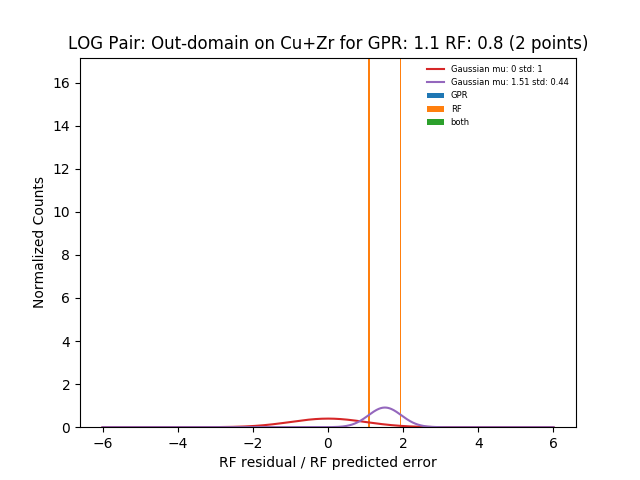 LOG Pair: Out-domain on Cu+Zr for GPR: 1.1 RF: 0.8 (2 points)
Gaussian mu: 0 std: 1
Gaussian mu: 1.51 std: 0.44
GPR
RF
both
16
14
12
10
8
6
4
2
0
Normalized Counts
−6 −4 −2 0 2 4 6
RF residual / RF predicted error